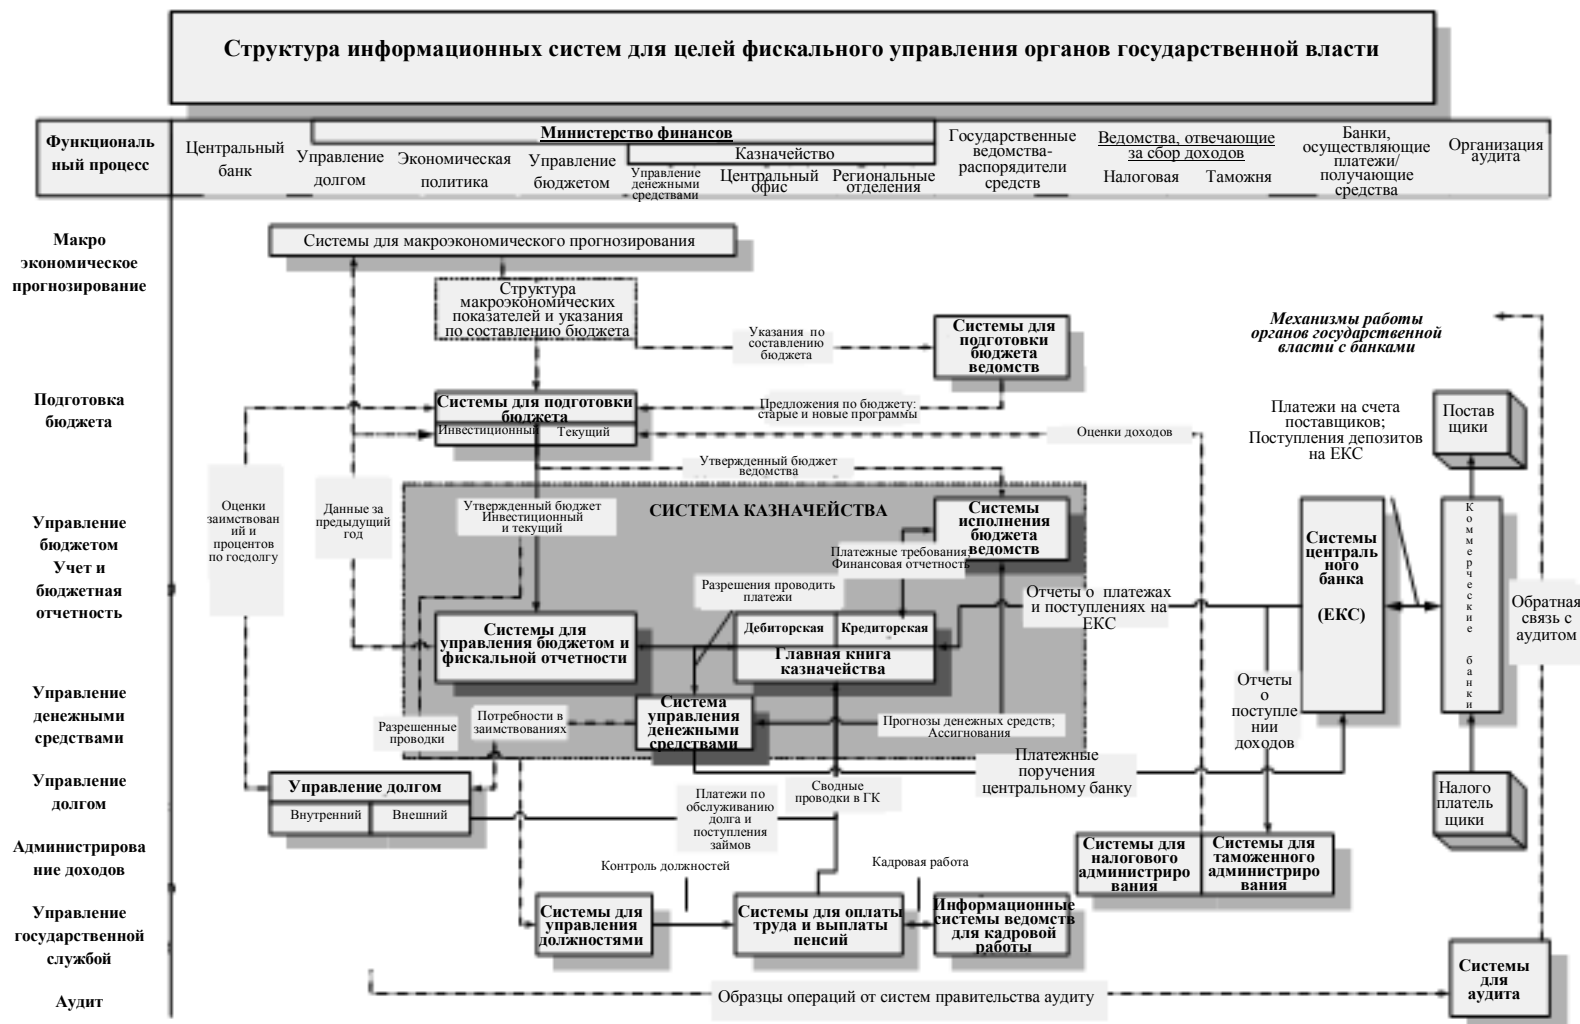 Структура информационных систем для целей фискального управления органов государственной власти
Функциональ
ный процесс
Центральный
банк
Министерство финансов
Управление
долгом
Экономическая
политика
Управление
бюджетом
Казначейство
Управление
денежными
средствами
Центральный
офис
Региональные
отделения
Государственные
ведомства-
распорядители
средств
Ведомства, отвечающие
за сбор доходов
Налоговая
Таможня
Банки,
осуществляющие
платежи/
получающие
средства
Организация
аудита
Макро
экономическое
прогнозирование
Системы для макроэкономического прогнозирования
Структура
макроэкономических
показателей и указания
по составлению бюджета
Указания по
составлению
бюджета
Системы для
подготовки
бюджета
ведомств
Механизмы работы
органов государственной
власти с банками
Подготовка
бюджета
Системы для подготовки
бюджета
Инвестиционный
Текущий
Предложения по бюджету:
старые и новые программы
Оценки доходов
Платежи на счета
поставщиков;
Поступления депозитов
на ЕКС
Постав
щики
Утвержденный бюджет
ведомства
Оценки
заимствован
ий и
процентов
по госдолгу
Данные за
предыдущий
год
Утвержденный бюджет
Инвестиционный
и текущий
СИСТЕМА КАЗНАЧЕЙСТВА
Системы
исполнения
бюджета
ведомств
Управление
бюджетом
Учет и
бюджетная
отчетность
Платежные требования;
Финансовая отчетность
Разрешения проводить
платежи
Отчеты о платежах
и поступлениях на
ЕКС
Системы
централь
ного
банка
(ЕКС)
Коммерческие банки
Обратная
связь с
аудитом
Системы для
управления бюджетом и
фискальной отчетности
Дебиторская
Кредиторская
Главная книга
казначейства
Управление
денежными
средствами
Разрешенные
проводки
Потребности в
заимствованиях
Система
управления
денежными
средствами
Прогнозы денежных средств;
Ассигнования
Отчеты
о
поступле
нии
доходов
Платежные
поручения
центральному банку
Управление
долгом
Управление долгом
Внутренний
Внешний
Платежи по
обслуживанию
долга и
поступления
займов
Сводные
проводки в ГК
Налого
платель
щики
Администрирова
ние доходов
Контроль должностей
Кадровая работа
Системы для
налогового
администриро
вания
Системы для
таможенного
администриро
вания
Управление
государственной
службой
Системы для
управления
должностями
Системы для оплаты
труда и выплаты
пенсий
Информационные
системы ведомств
для кадровой
работы
Аудит
Образцы операций от систем правительства аудиту
Системы
для
аудита